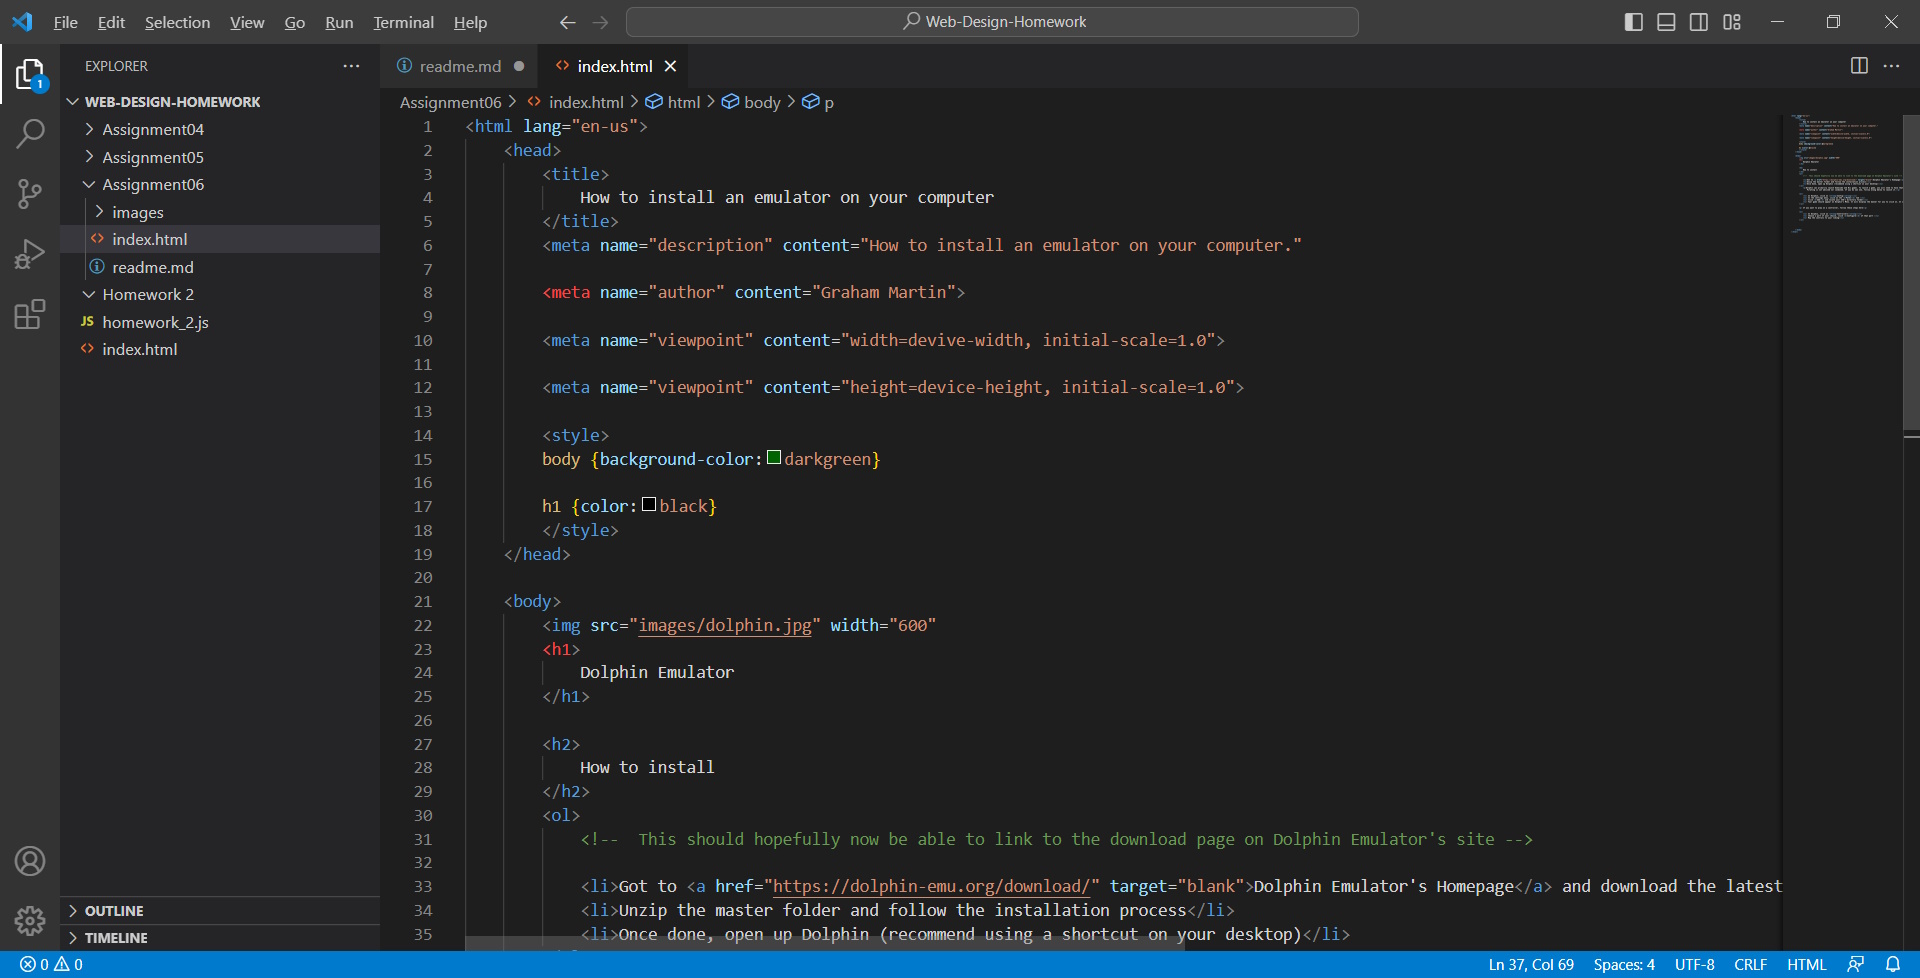 File Edit Selection View Go Run Terminal Help
Web-Design-Homework
EXPLORER
1
WEB-DESIGN-HOMEWORK
Assignment04
Assignment05
Assignment06
images
index.html
readme.md
Homework 2
JS homework_2.js
index.html
OUTLINE
TIMELINE
readme.md
index.html
Assignment06 > index.html > html > body > p
1 <html lang="en-us">
2 <head>
3 <title>
4 How to install an emulator on your computer
5 </title>
6 <meta name="description" content="How to install an emulator on your computer."
7
8 <meta name="author" content="Graham Martin">
9
10 <meta name="viewpoint" content="width=devive-width, initial-scale=1.0">
11
12 <meta name="viewpoint" content="height=device-height, initial-scale=1.0">
13
14 <style>
15 body {background-color: darkgreen}
16
17 h1 {color: black}
18 </style>
19 </head>
20
21 <body>
22 <img src="images/dolphin.jpg" width="600"
23 <h1>
24 Dolphin Emulator
25 </h1>
26
27 <h2>
28 How to install
29 </h2>
30 <ol>
31 <!--  This should hopefully now be able to link to the download page on Dolphin Emulator's site -->
32
33 <li>Got to <a href="https://dolphin-emu.org/download/" target="blank">Dolphin Emulator's Homepage</a> and download the latest
34 <li>Unzip the master folder and follow the installation process</li>
35 <li>Once done, open up Dolphin (recommend using a shortcut on your desktop)</li>
0 0
Ln 37, Col 69 Spaces: 4 UTF-8 CRLF HTML